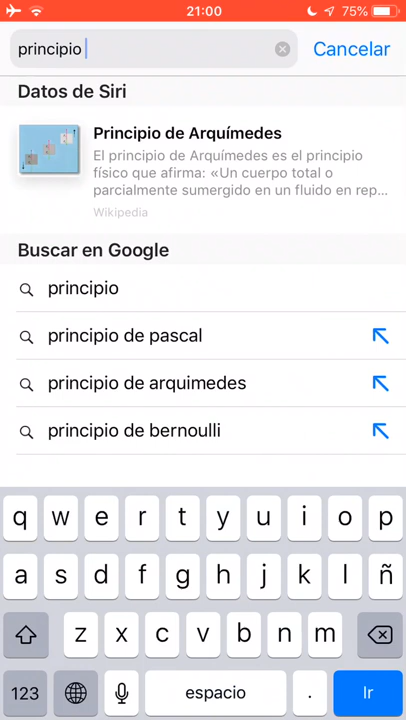 21:00
75%
principio
Cancelar
Datos de Siri
Principio de Arquímedes
El principio de Arquímedes es el principio
físico que afirma: «Un cuerpo total o
parcialmente sumergido en un fluido en rep...
Wikipedia
Buscar en Google
principio
principio de pascal
principio de arquimedes
principio de bernoulli
q w e r t y u i o p
a s d f g h j k l ñ
z x c v b n m
123 espacio . Ir